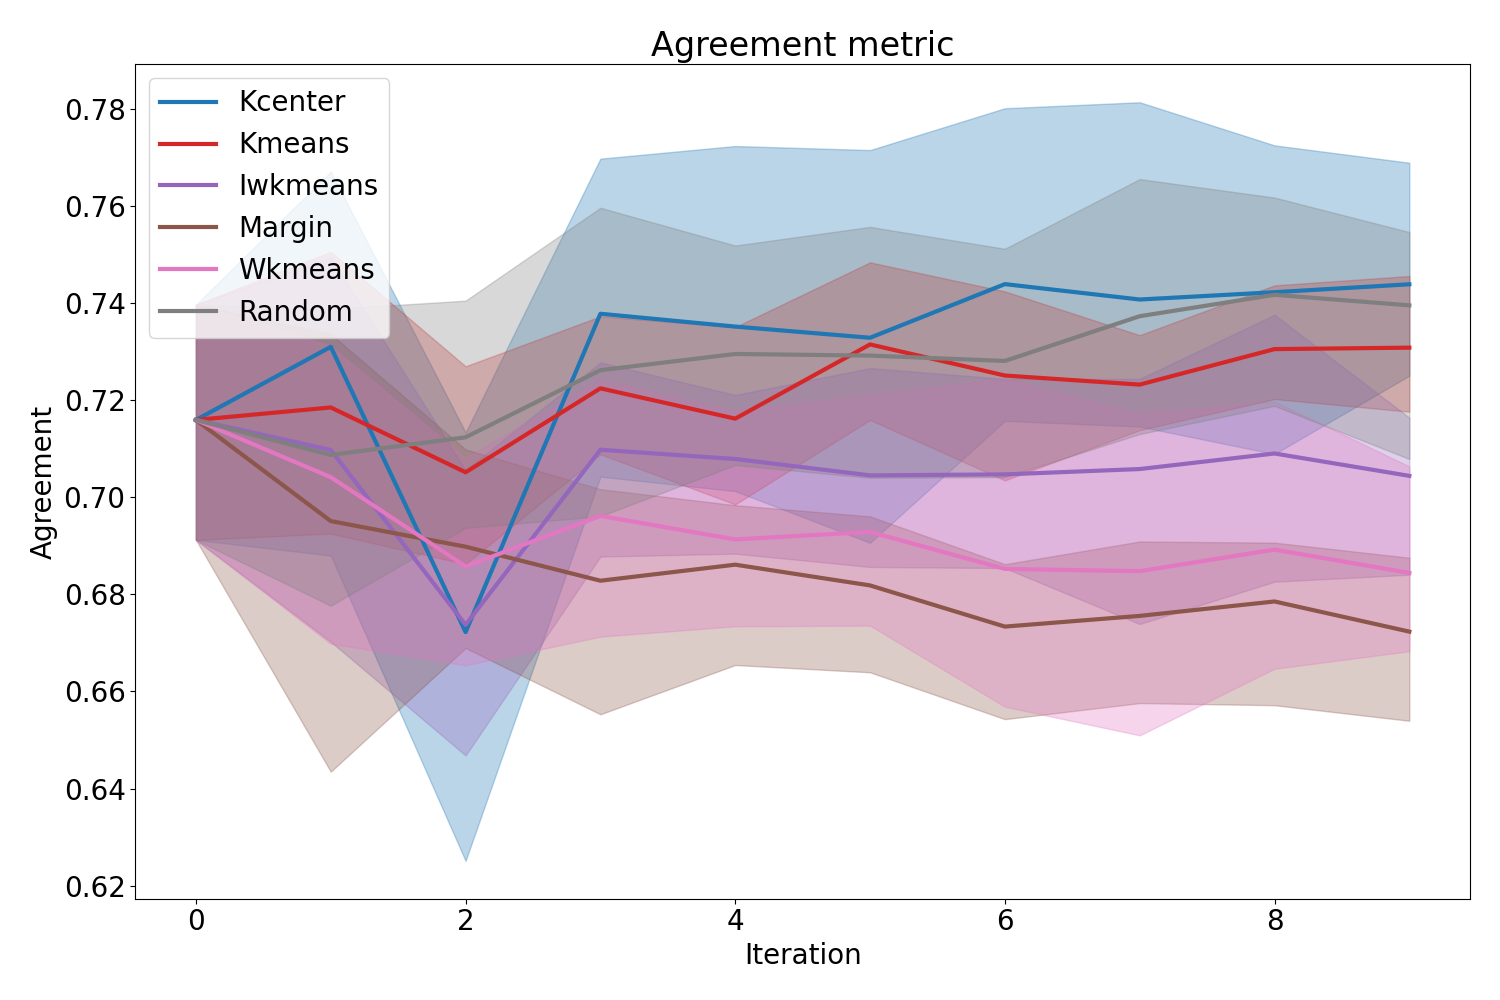 Agreement metric
Kcenter
Kmeans
Iwkmeans
Margin
Wkmeans
Random
0.78
0.76
0.74
0.72
0.70
0.68
0.66
0.64
0.62
Agreement
0 2 4 6 8
Iteration